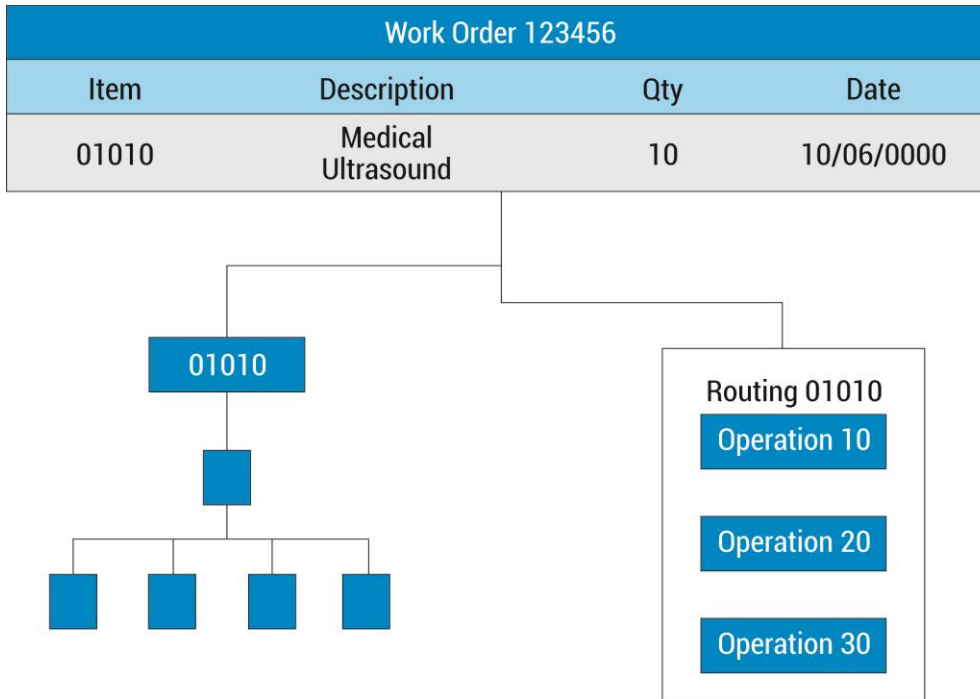 Work Order 123456
Item Description Qty Date
01010 Medical Ultrasound 10 10/06/0000
01010
Routing 01010
Operation 10
Operation 20
Operation 30